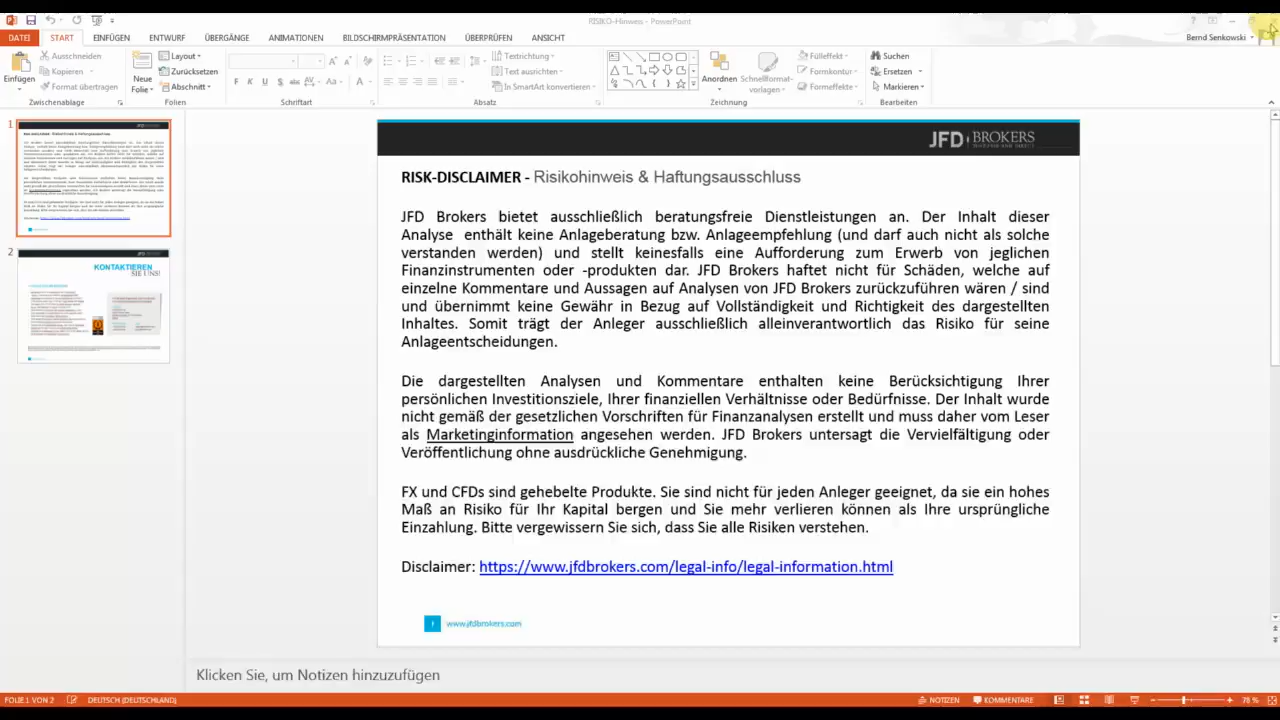 RISIKO-Hinweis - PowerPoint
DATEI START EINFÜGEN ENTWURF ÜBERGÄNGE ANIMATIONEN BILDSCHIRMPRÄSENTATION ÜBERPRÜFEN ANSICHT Bernd Senkowski
Einfügen
Ausschneiden
Kopieren
Format übertragen
Zwischenablage
Neue
Folie
Layout
Zurücksetzen
Abschnitt
Folien
F K U S abc
Schriftart
Textrichtung
Text ausrichten
In SmartArt konvertieren
Absatz
Anordnen
Schnellformat-
vorlagen
Fülleffekt
Formkontur
Formeffekte
Zeichnung
Suchen
Ersetzen
Markieren
Bearbeiten
1
2
KONTAKTIEREN
SIE UNS!
JFD BROKERS
RISK-DISCLAIMER - Risikohinweis & Haftungsausschluss
JFD Brokers bietet ausschließlich beratungsfreie Dienstleistungen an. Der Inhalt dieser
Analyse enthält keine Anlageberatung bzw. Anlageempfehlung (und darf auch nicht als solche
verstanden werden) und stellt keinesfalls eine Aufforderung zum Erwerb von jeglichen
Finanzinstrumenten oder -produkten dar. JFD Brokers haftet nicht für Schäden, welche auf
einzelne Kommentare und Aussagen auf Analysen von JFD Brokers zurückzuführen wären / sind
und übernimmt keine Gewähr in Bezug auf Vollständigkeit und Richtigkeit des dargestellten
Inhaltes. Somit trägt der Anleger ausschließlich alleinverantwortlich das Risiko für seine
Anlageentscheidungen.
Die dargestellten Analysen und Kommentare enthalten keine Berücksichtigung Ihrer
persönlichen Investitionsziele, Ihrer finanziellen Verhältnisse oder Bedürfnisse. Der Inhalt wurde
nicht gemäß der gesetzlichen Vorschriften für Finanzanalysen erstellt und muss daher vom Leser
als Marketinginformation angesehen werden. JFD Brokers untersagt die Vervielfältigung oder
Veröffentlichung ohne ausdrückliche Genehmigung.
FX und CFDs sind gehebelte Produkte. Sie sind nicht für jeden Anleger geeignet, da sie ein hohes
Maß an Risiko für Ihr Kapital bergen und Sie mehr verlieren können als Ihre ursprüngliche
Einzahlung. Bitte vergewissern Sie sich, dass Sie alle Risiken verstehen.
Disclaimer: https://www.jfdbrokers.com/legal-info/legal-information.html
www.jfdbrokers.com
Klicken Sie, um Notizen hinzuzufügen
FOLIE 1 VON 2 DEUTSCH (DEUTSCHLAND) NOTIZEN KOMMENTARE 78 %